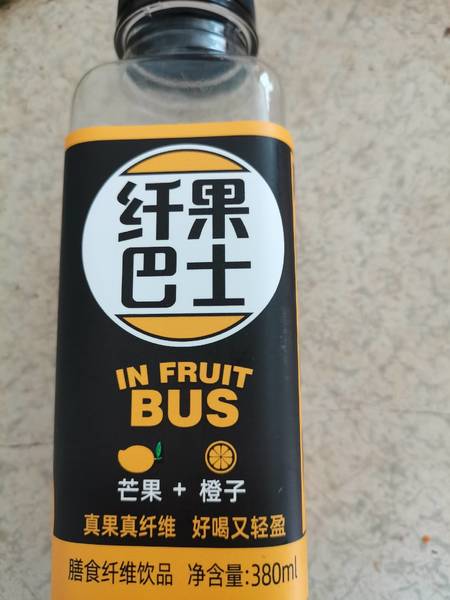 纤果
巴士
IN FRUIT
BUS
芒果 + 橙子
真果真纤维 好喝又轻盈
膳食纤维饮品 净含量:380ml